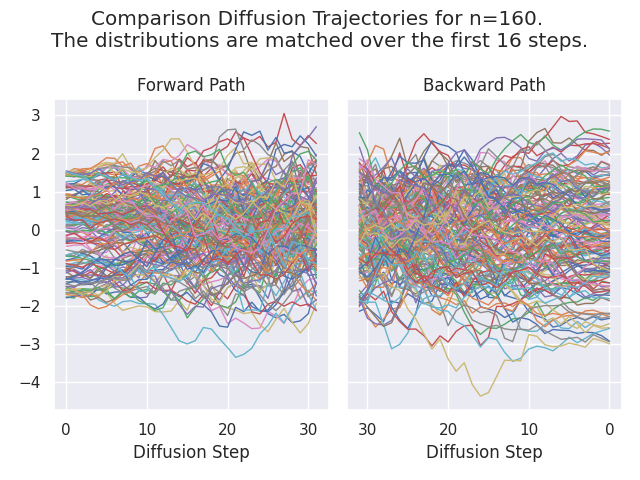 Comparison Diffusion Trajectories for n=160.
The distributions are matched over the first 16 steps.
Forward Path
Backward Path
3
2
1
0
−1
−2
−3
−4
0 10 20 30
30 20 10 0
Diffusion Step
Diffusion Step